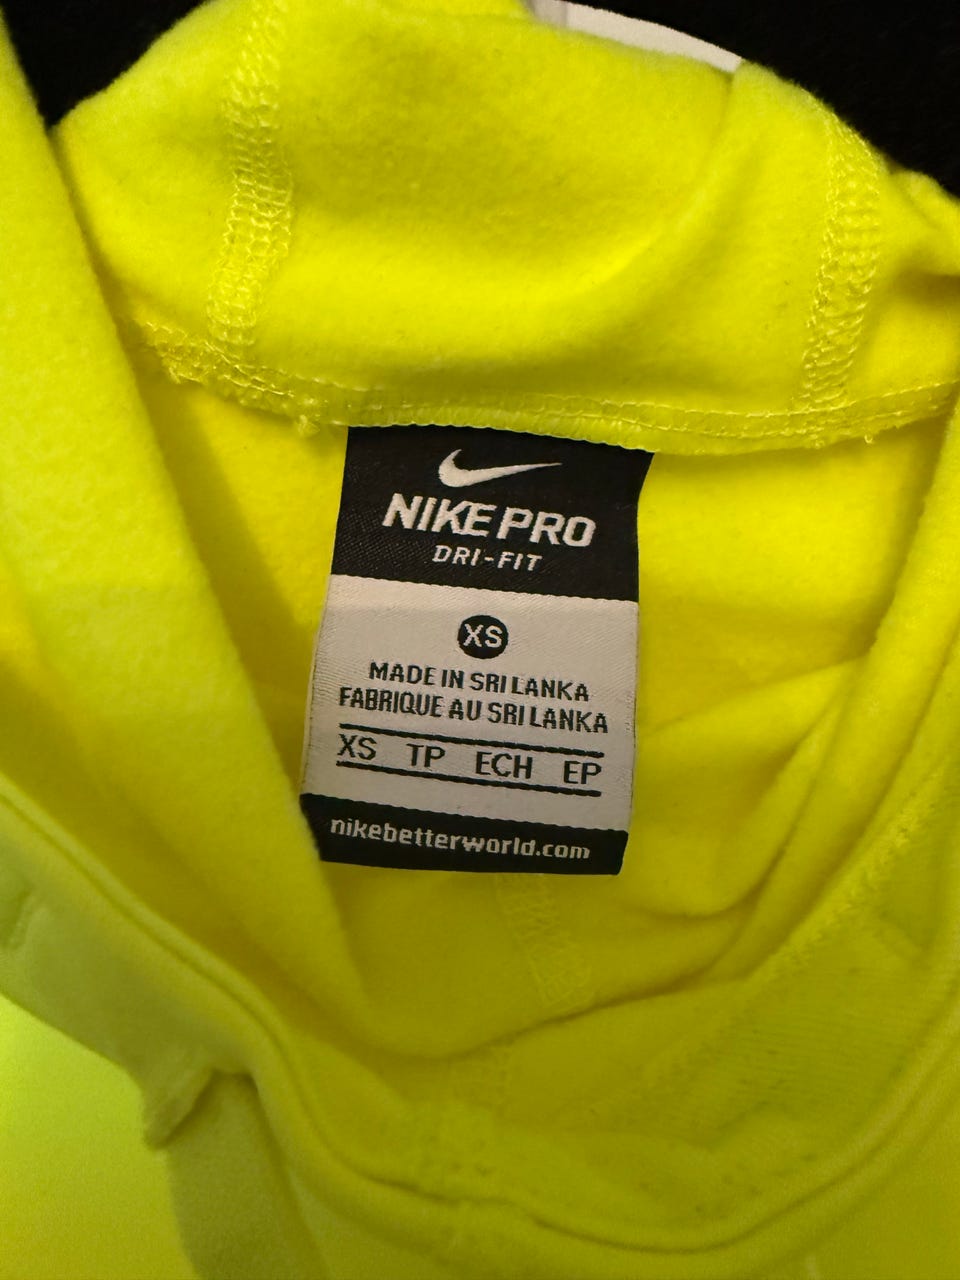 NIKE PRO
DRI-FIT
XS
MADE IN SRI LANKA
FABRIQUE AU SRI LANKA
XS TP ECH EP
nikebetterworld.com